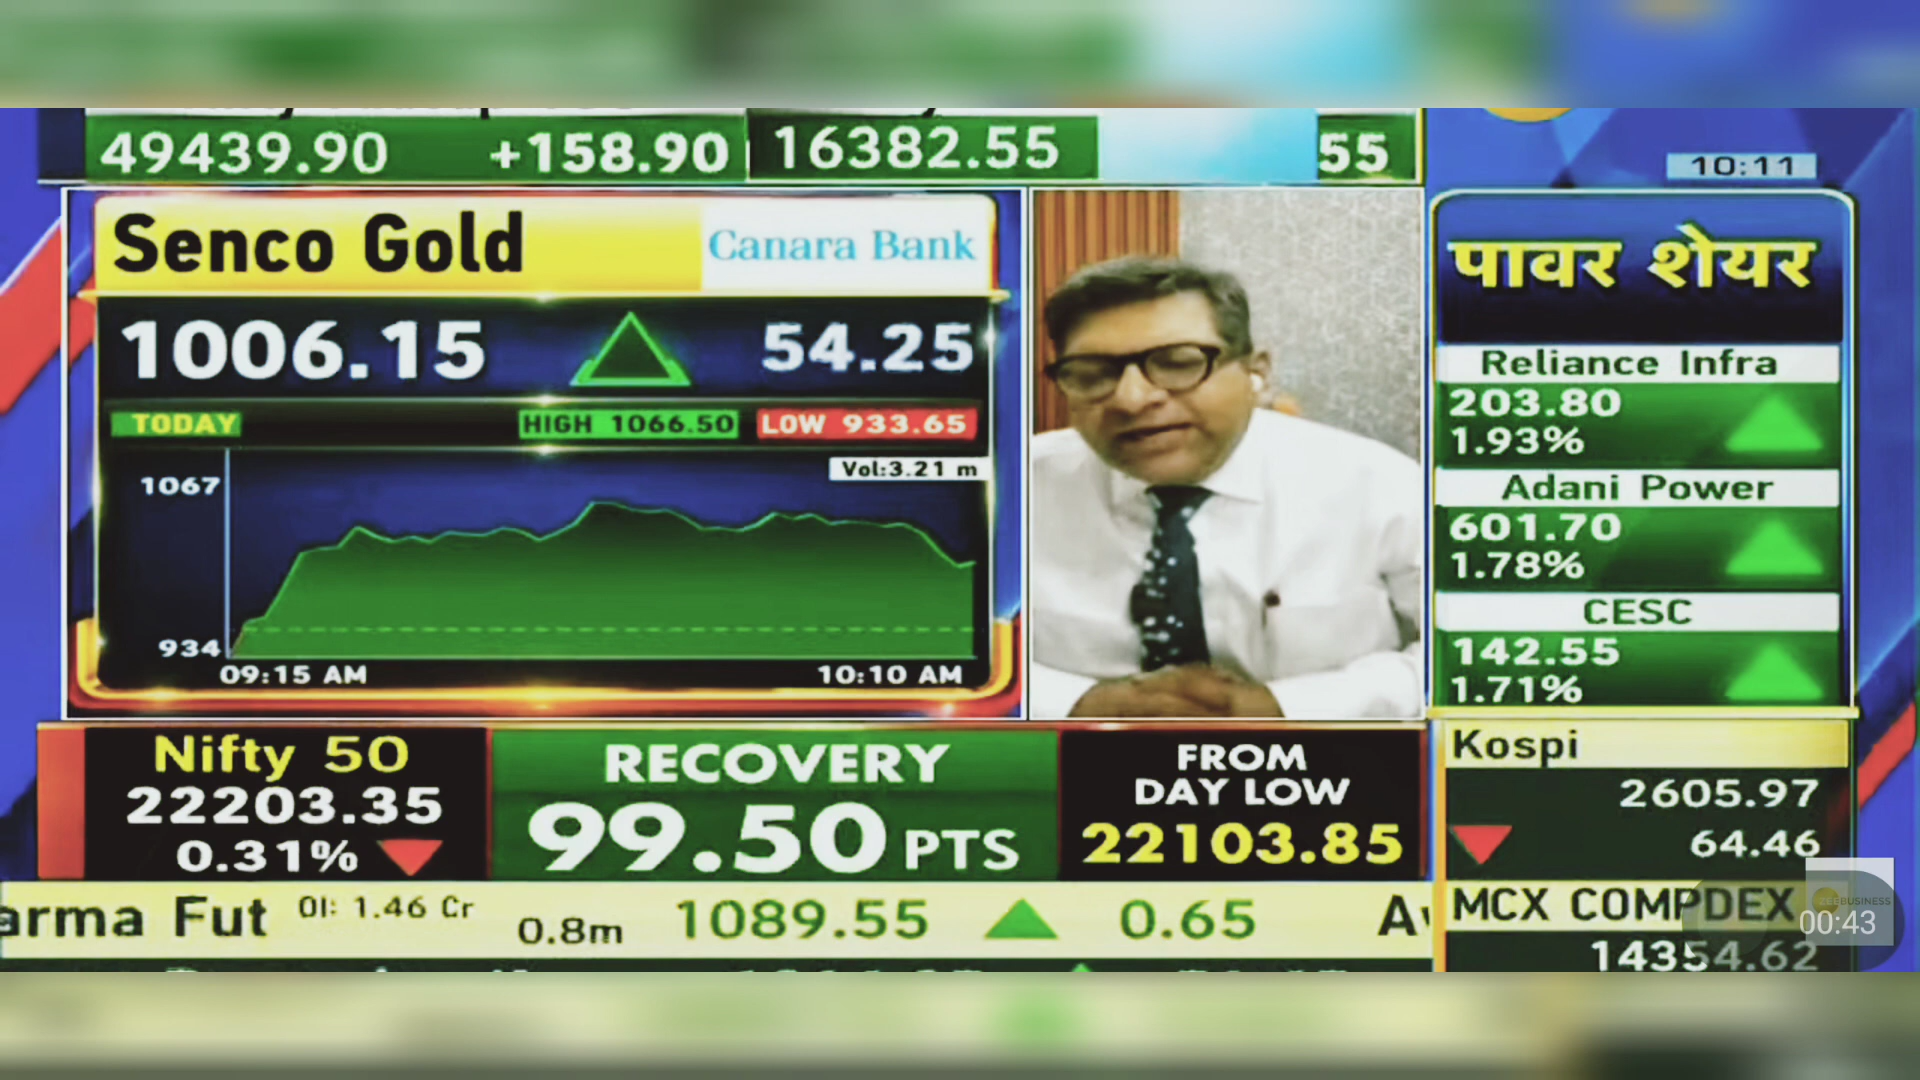 49439.90 +158.90 16382.55 55
10:11
Senco Gold Canara Bank
1006.15 54.25
TODAY HIGH 1066.50 LOW 933.65
Vol:3.21 m
1067
934
09:15 AM 10:10 AM
पावर शेयर
Reliance Infra
203.80
1.93%
Adani Power
601.70
1.78%
CESC
142.55
1.71%
Nifty 50
22203.35
0.31%
RECOVERY
99.50 PTS
FROM
DAY LOW
22103.85
Kospi
2605.97
64.46
MCX COMPDEX
14354.62
ZEEBUSINESS
00:43
arma Fut OI: 1.46 Cr 0.8m 1089.55 0.65 A